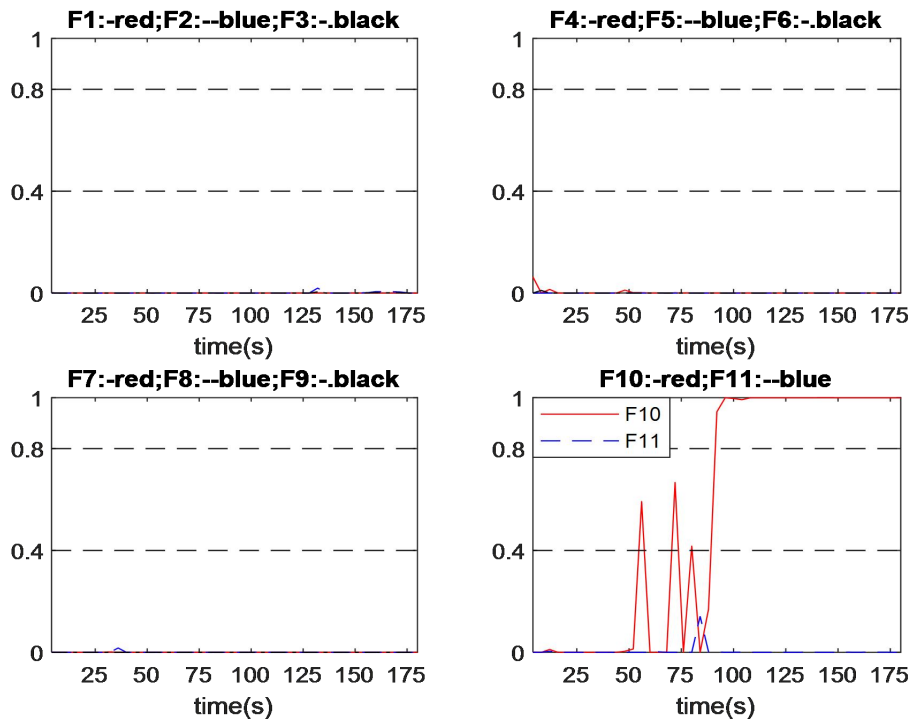 F1:-red;F2:--blue;F3:-.black
1
0.8
0.4
0
25 50 75 100 125 150 175
time(s)
F4:-red;F5:--blue;F6:-.black
1
0.8
0.4
0
25 50 75 100 125 150 175
time(s)
F7:-red;F8:--blue;F9:-.black
1
0.8
0.4
0
25 50 75 100 125 150 175
time(s)
F10:-red;F11:--blue
1
0.8
0.4
0
F10
F11
25 50 75 100 125 150 175
time(s)